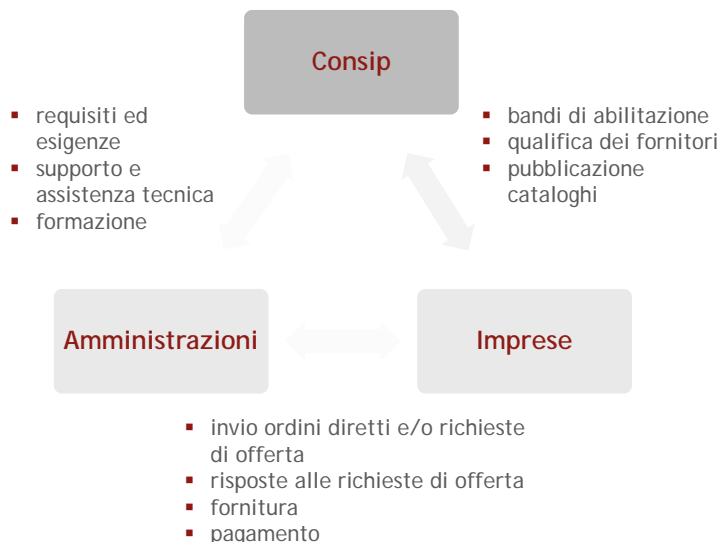 Consip
▪ requisiti ed
esigenze
▪ supporto e
assistenza tecnica
▪ formazione
▪ bandi di abilitazione
▪ qualifica dei fornitori
▪ pubblicazione
cataloghi
Amministrazioni
Imprese
▪ invio ordini diretti e/o richieste
di offerta
▪ risposte alle richieste di offerta
▪ fornitura
▪ pagamento